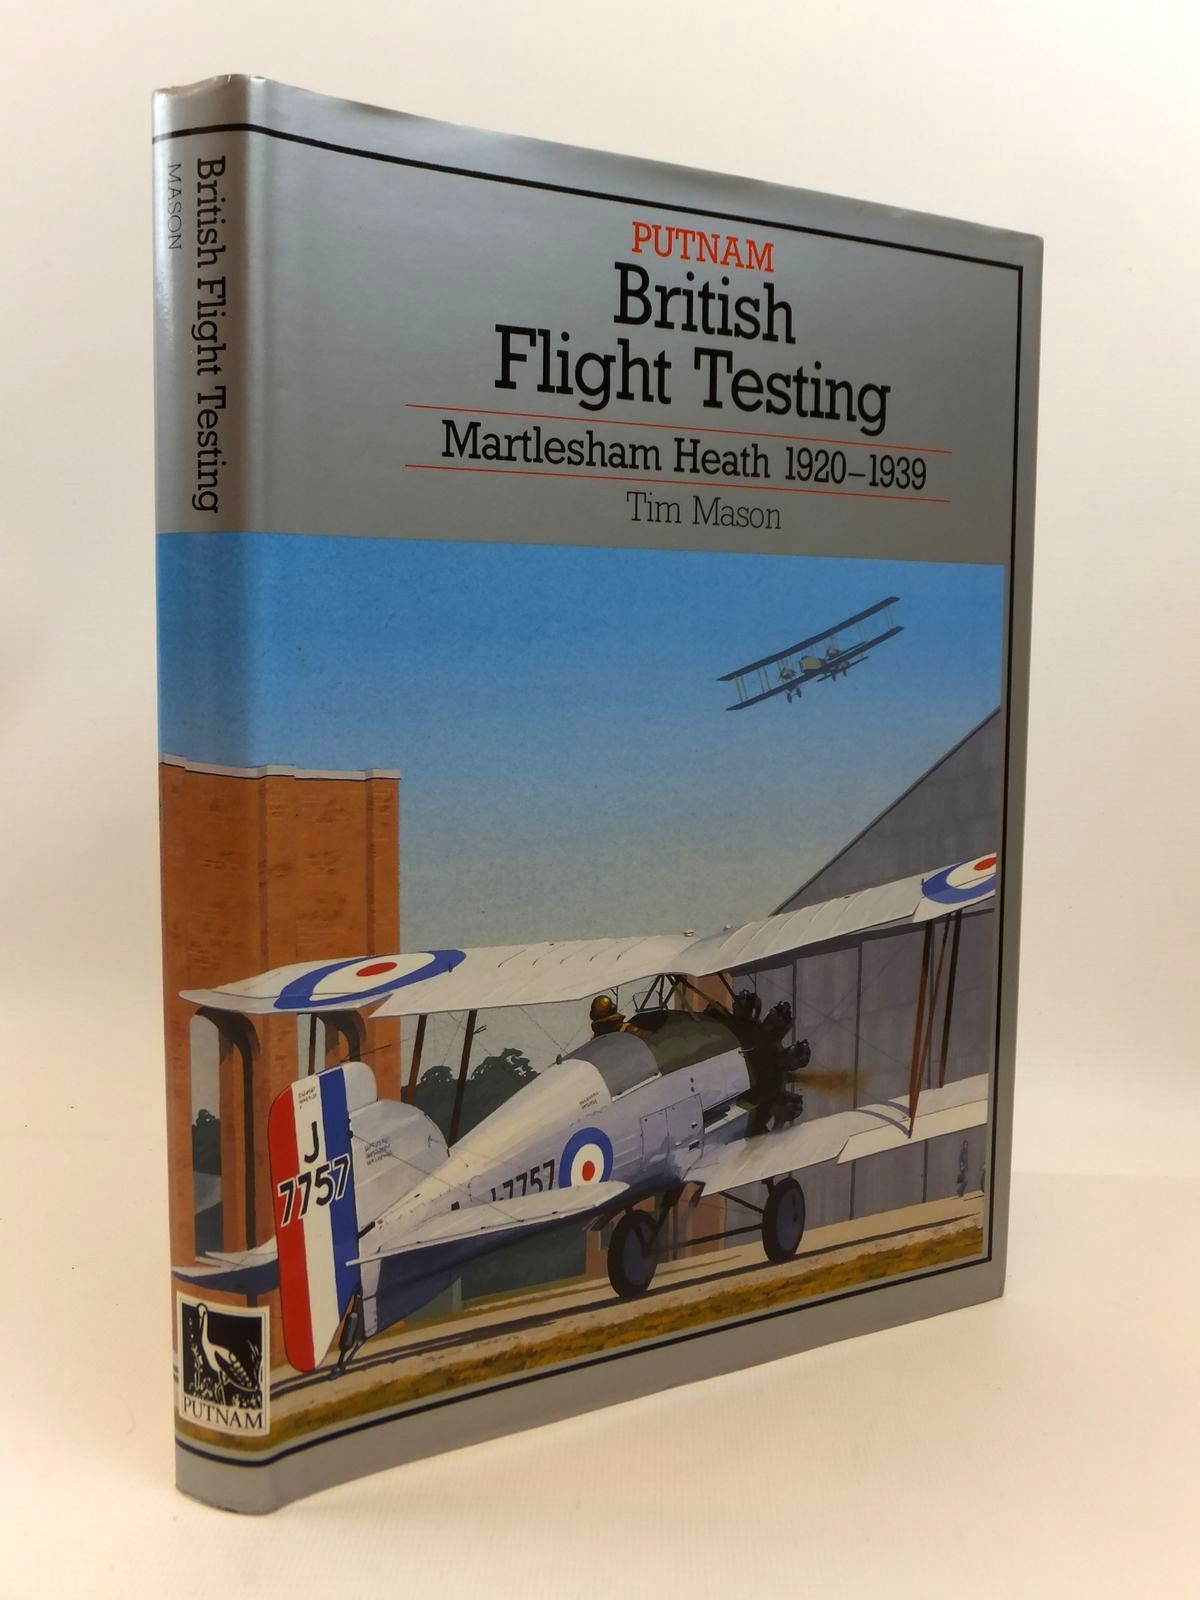 British Flight Testing
MASON
PUTNAM
British
Flight Testing
Martlesham Heath 1920–1939
Tim Mason
J
7757
7757
PUTNAM